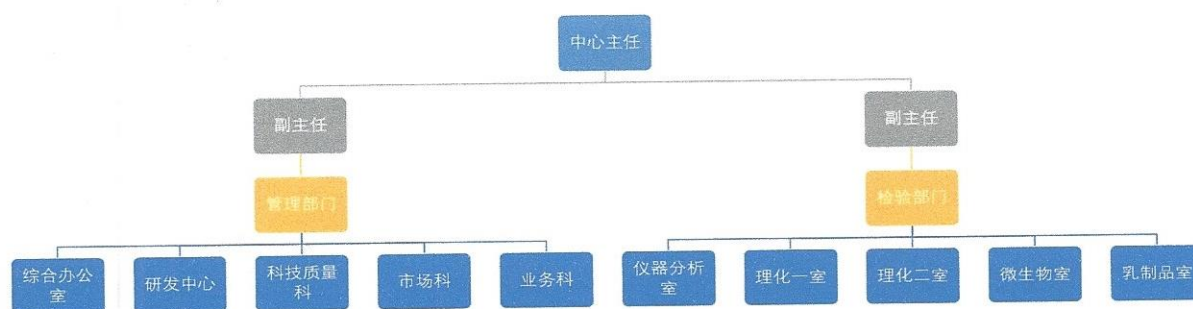 中心主任
副主任
副主任
管理部门
检验部门
综合办公
室
研发中心
科技质量
科
市场科
业务科
仪器分析
室
理化一室
理化二室
微生物室
乳制品室